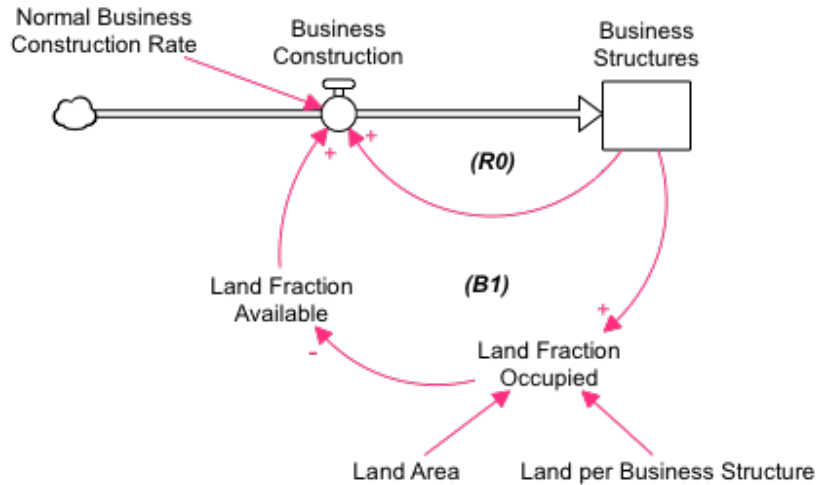 Normal Business
Construction Rate
Business
Construction
Business
Structures
+
+
(R0)
Land Fraction
Available
(B1)
+
-
Land Fraction
Occupied
Land Area
Land per Business Structure